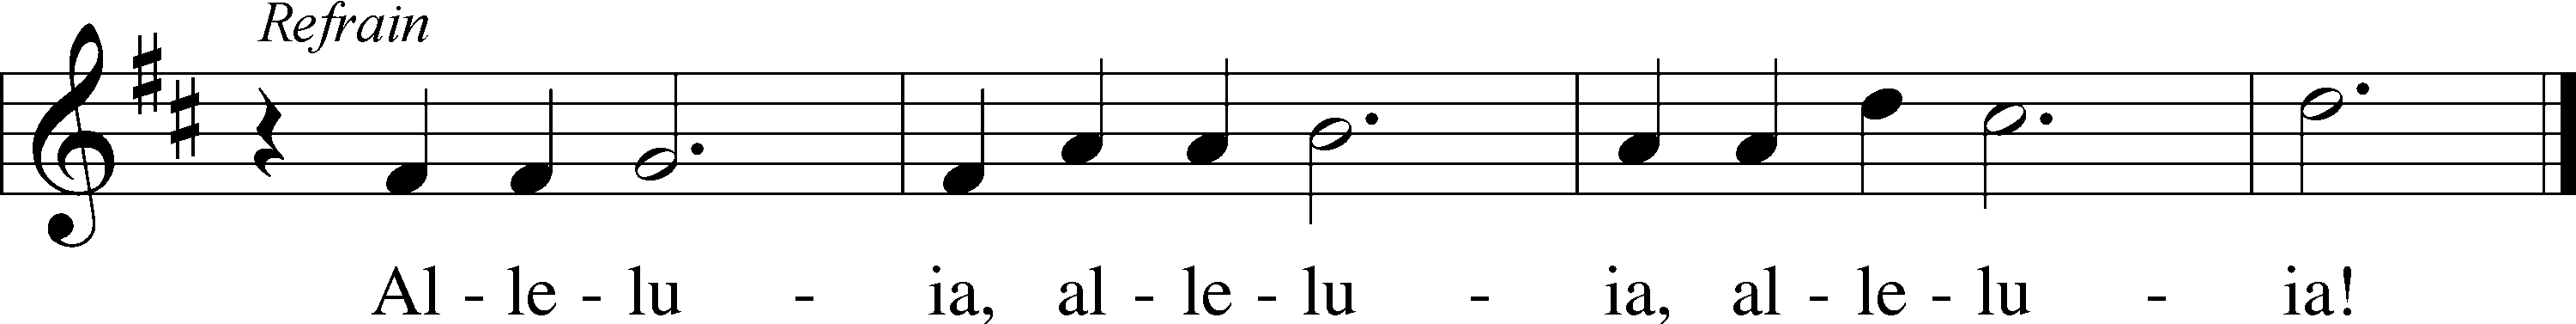 Refrain
Al - le - lu - ia, al - le - lu - ia, al - le - lu - ia!